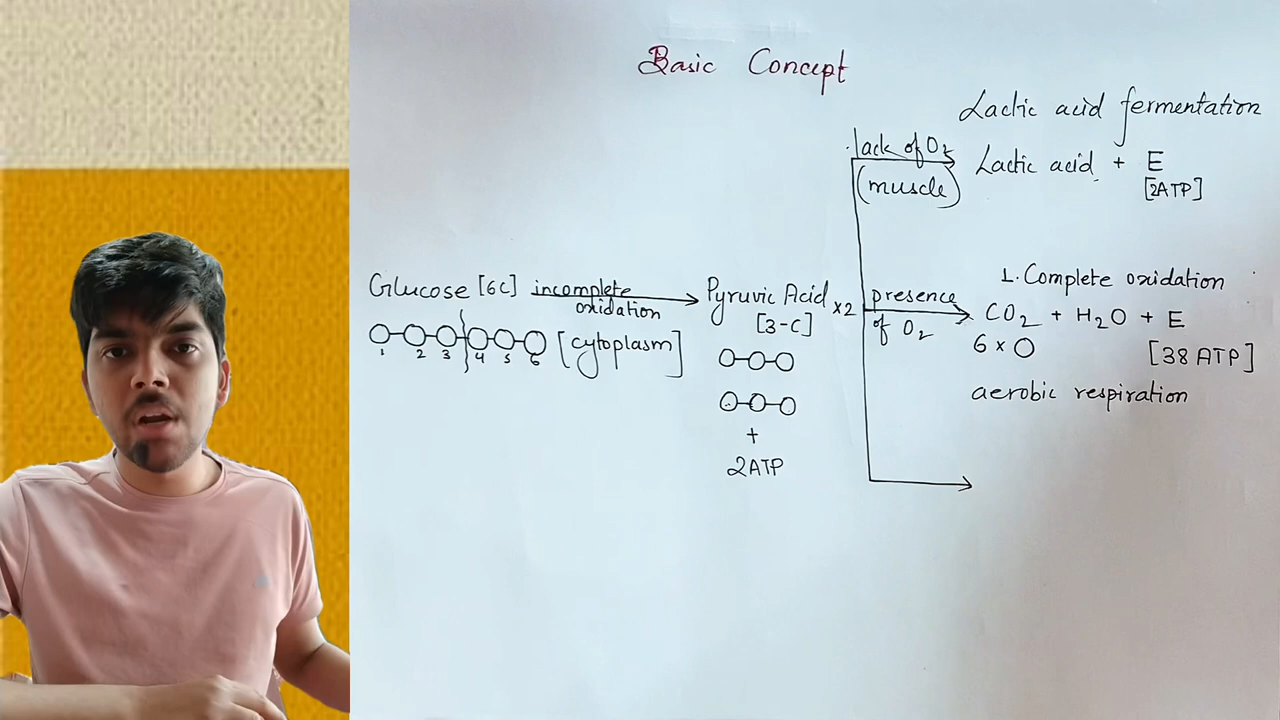 Basic Concept
Lactic acid fermentation
lack of O2
Lactic acid + E
(muscle)
[2ATP]
Glucose [6C] incomplete oxidation
Pyruvic Acid x2
[3-C]
1 2 3 4 5 6 [cytoplasm]
+
2ATP
presence of O2
1. Complete oxidation
CO2 + H2O + E
6 x
[38 ATP]
aerobic respiration